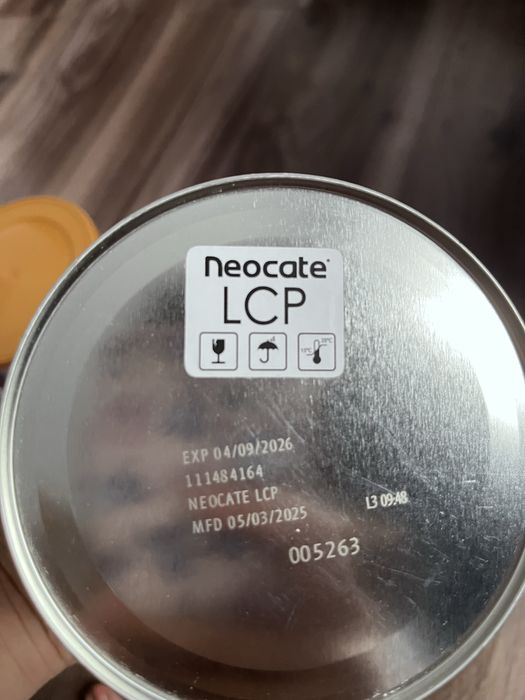 neocate®
LCP
EXP 04/09/2026
111484164
NEOCATE LCP
MFD 05/03/2025
L3 09:48
005263